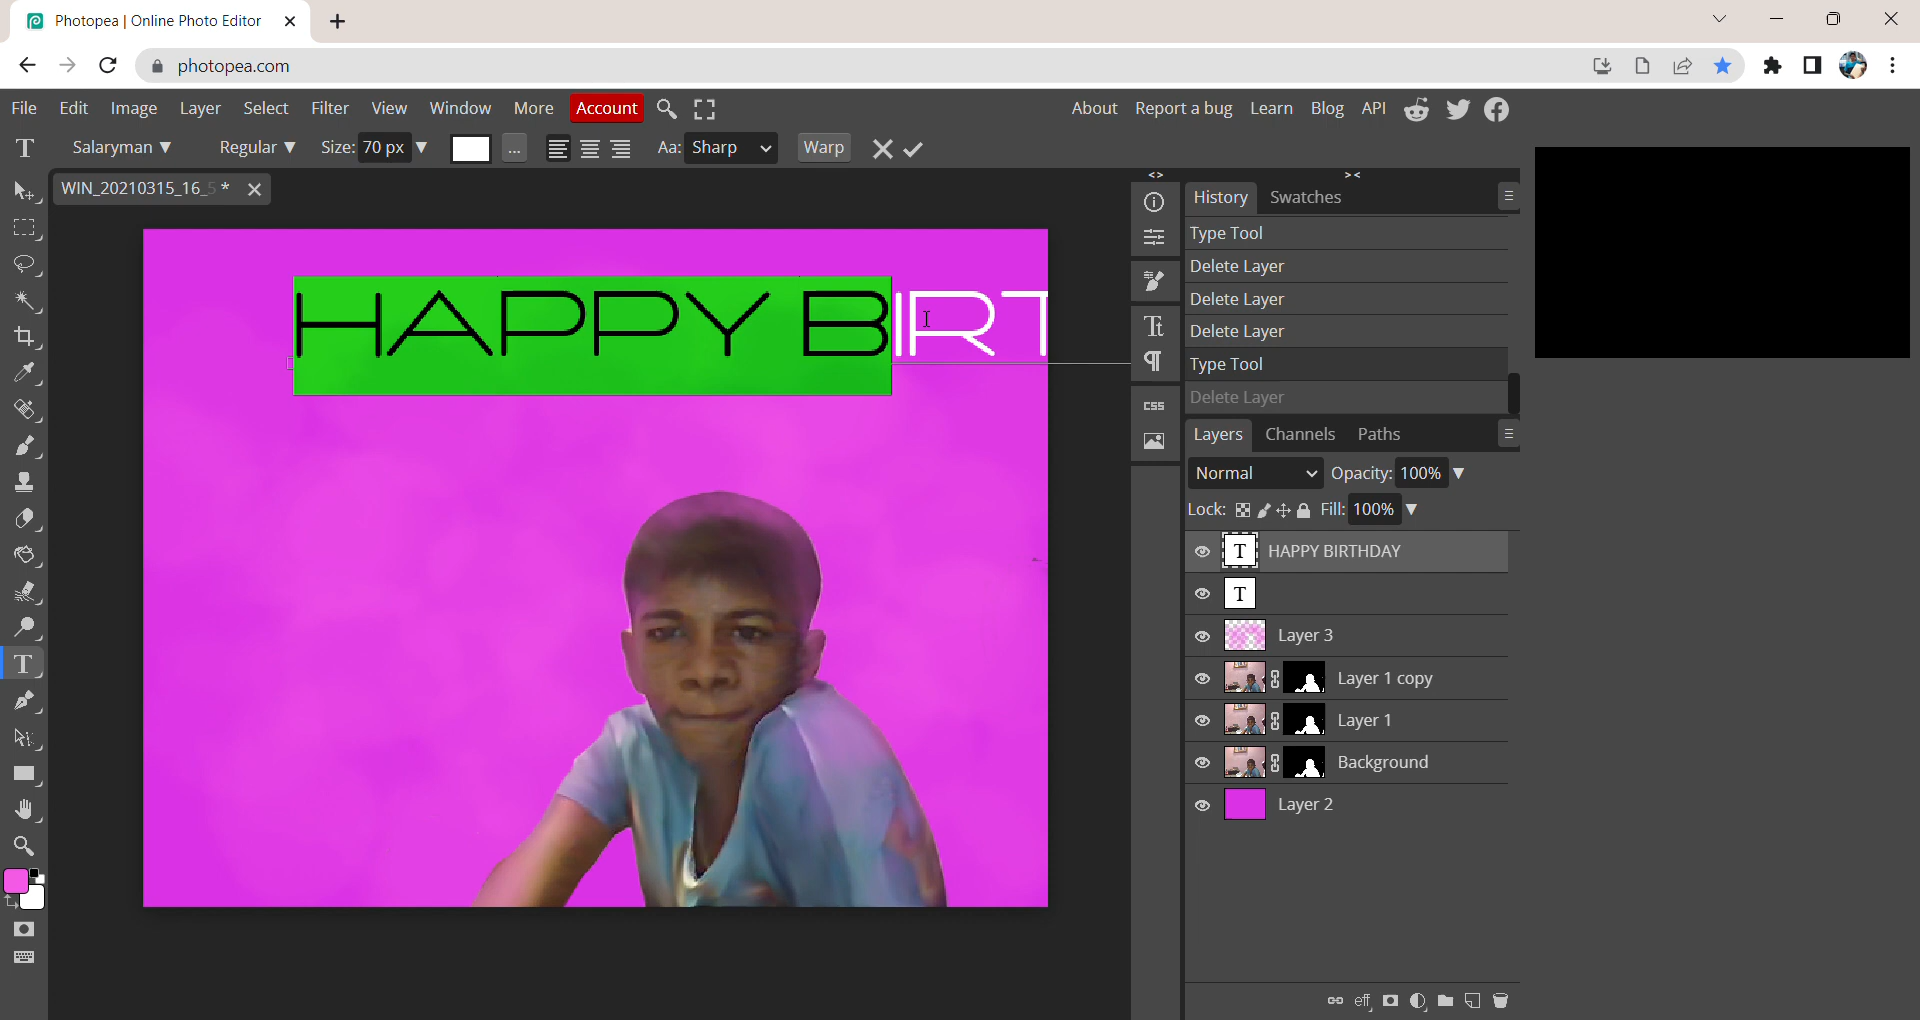 Photopea | Online Photo Editor
photopea.com
File Edit Image Layer Select Filter View Window More Account About Report a bug Learn Blog API
T Salaryman Regular Size: 70 px ... Aa: Sharp Warp
WIN_20210315_16_5 *
HAPPY BIRT
History Swatches
Type Tool
Delete Layer
Delete Layer
Delete Layer
Type Tool
Delete Layer
Tt
CSS
Layers Channels Paths
Normal Opacity: 100%
Lock: Fill: 100%
T HAPPY BIRTHDAY
T
Layer 3
Layer 1 copy
Layer 1
Background
Layer 2
T
eff